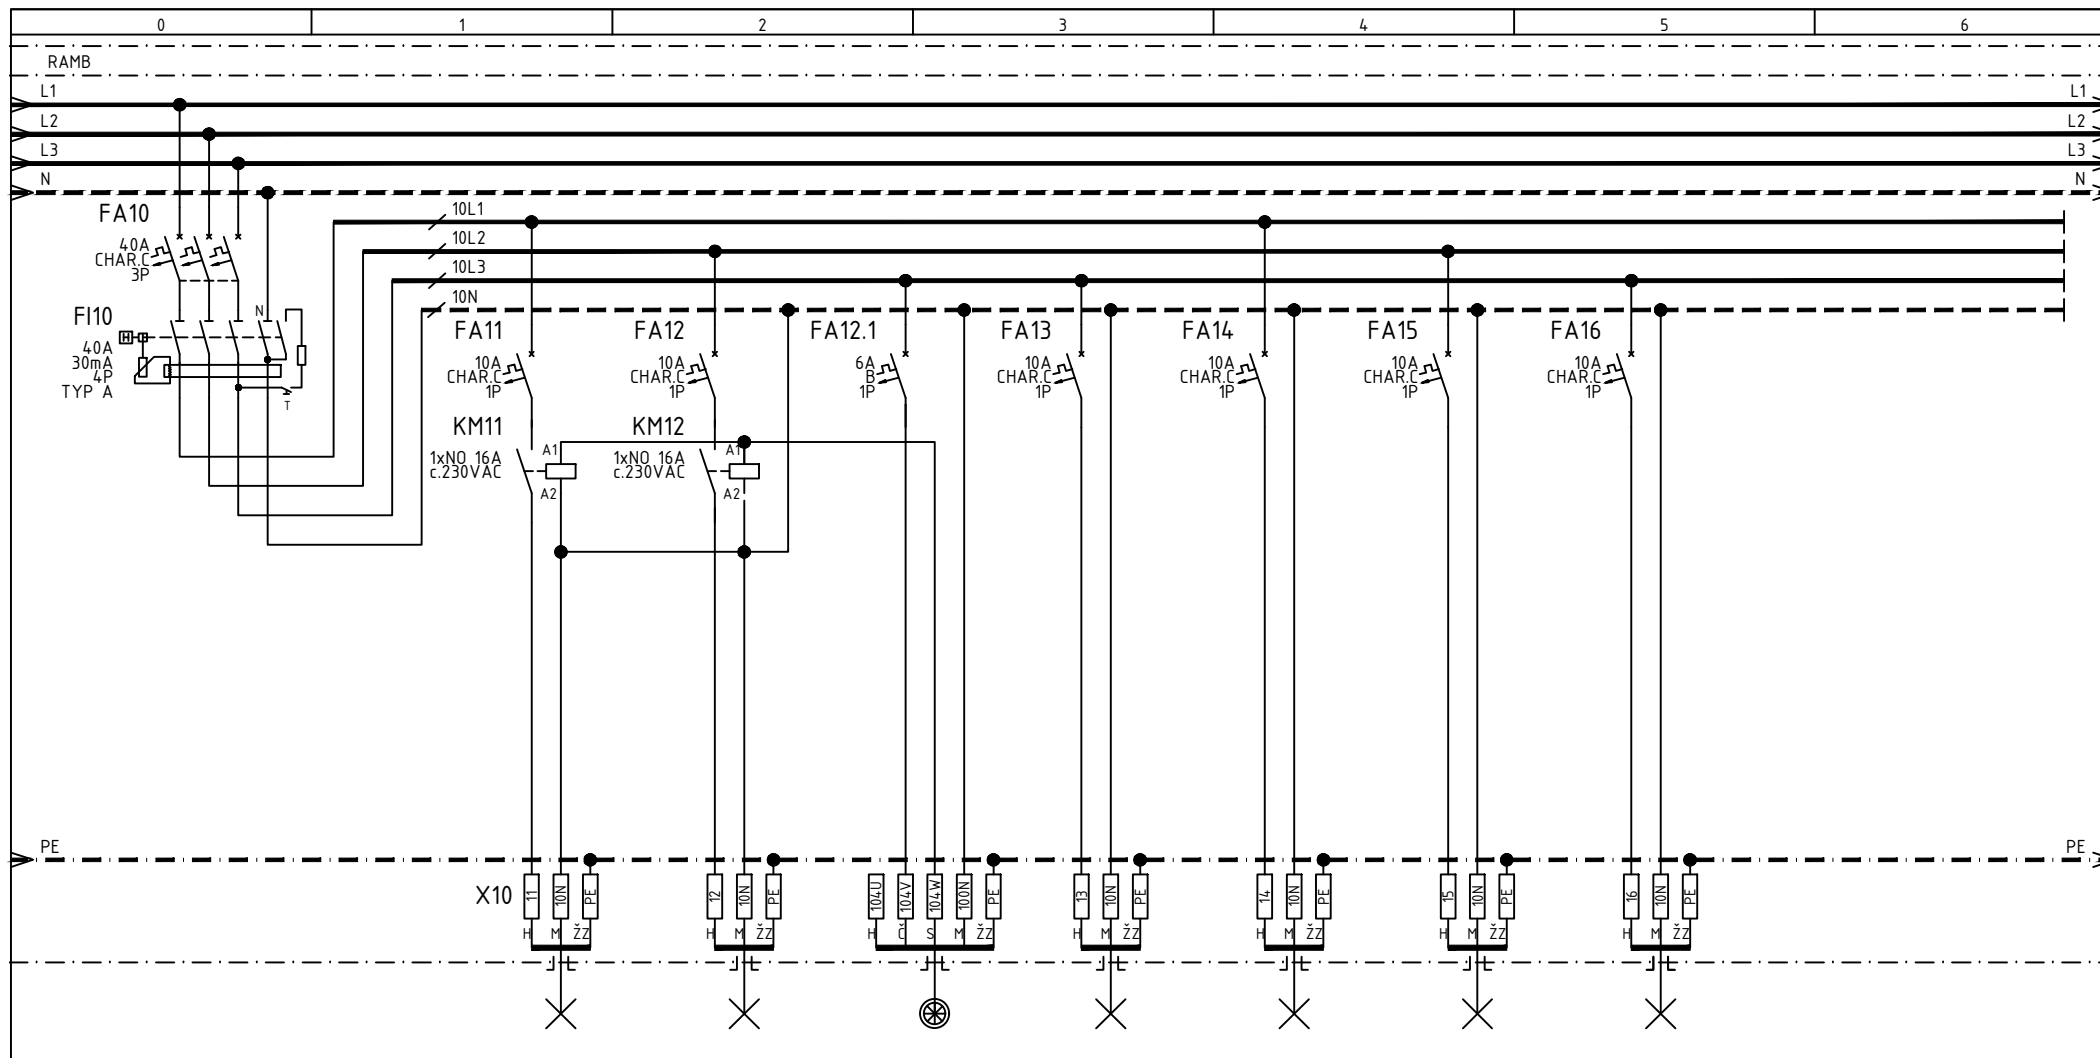 0 1 2 3 4 5 6
RAMB
L1 L1
L2 L2
L3 L3
N N
FA10
40A
CHAR.C
3P
10L1
10L2
10L3
10N
FI10
N
40A
30mA
4P
TYP A
H
T
FA11
10A
CHAR.C
1P
FA12
10A
CHAR.C
1P
FA12.1
6A
B
1P
FA13
10A
CHAR.C
1P
FA14
10A
CHAR.C
1P
FA15
10A
CHAR.C
1P
FA16
10A
CHAR.C
1P
KM11
1xNO 16A
c.230VAC
A1
A2
KM12
1xNO 16A
c.230VAC
A1
A2
PE PE
X10
11 10N PE
12 10N PE
104U 104V 104W 100N PE
13 10N PE
14 10N PE
15 10N PE
16 10N PE
H M ŽZ
H M ŽZ
H Č S M ŽZ
H M ŽZ
H M ŽZ
H M ŽZ
H M ŽZ